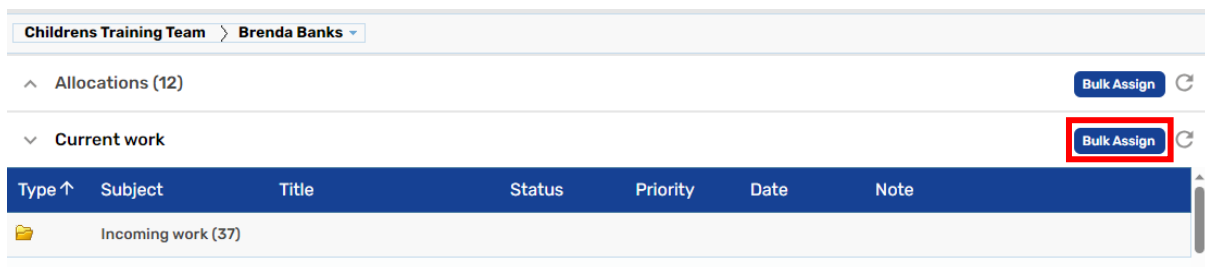 Childrens Training Team > Brenda Banks
Allocations (12) Bulk Assign
Current work Bulk Assign
Type ↑ Subject Title Status Priority Date Note
Incoming work (37)